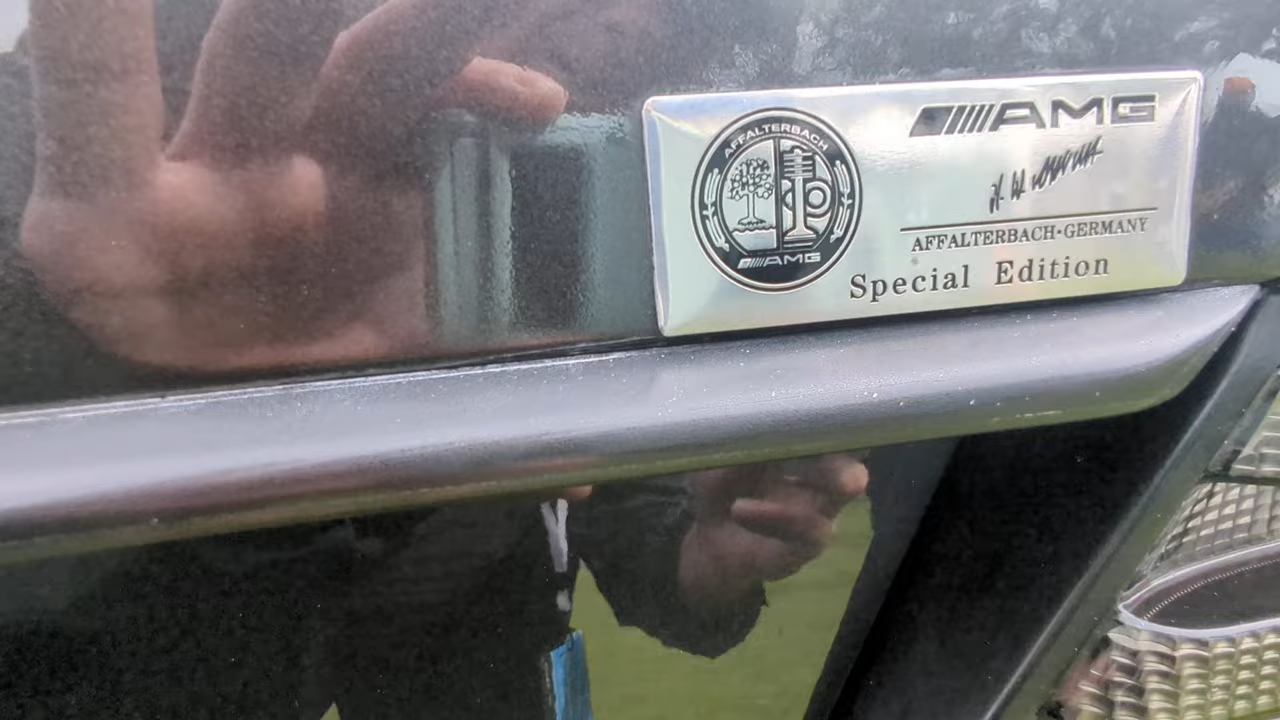 AFFALTERBACH
AMG
AMG
AFFALTERBACH·GERMANY
Special Edition